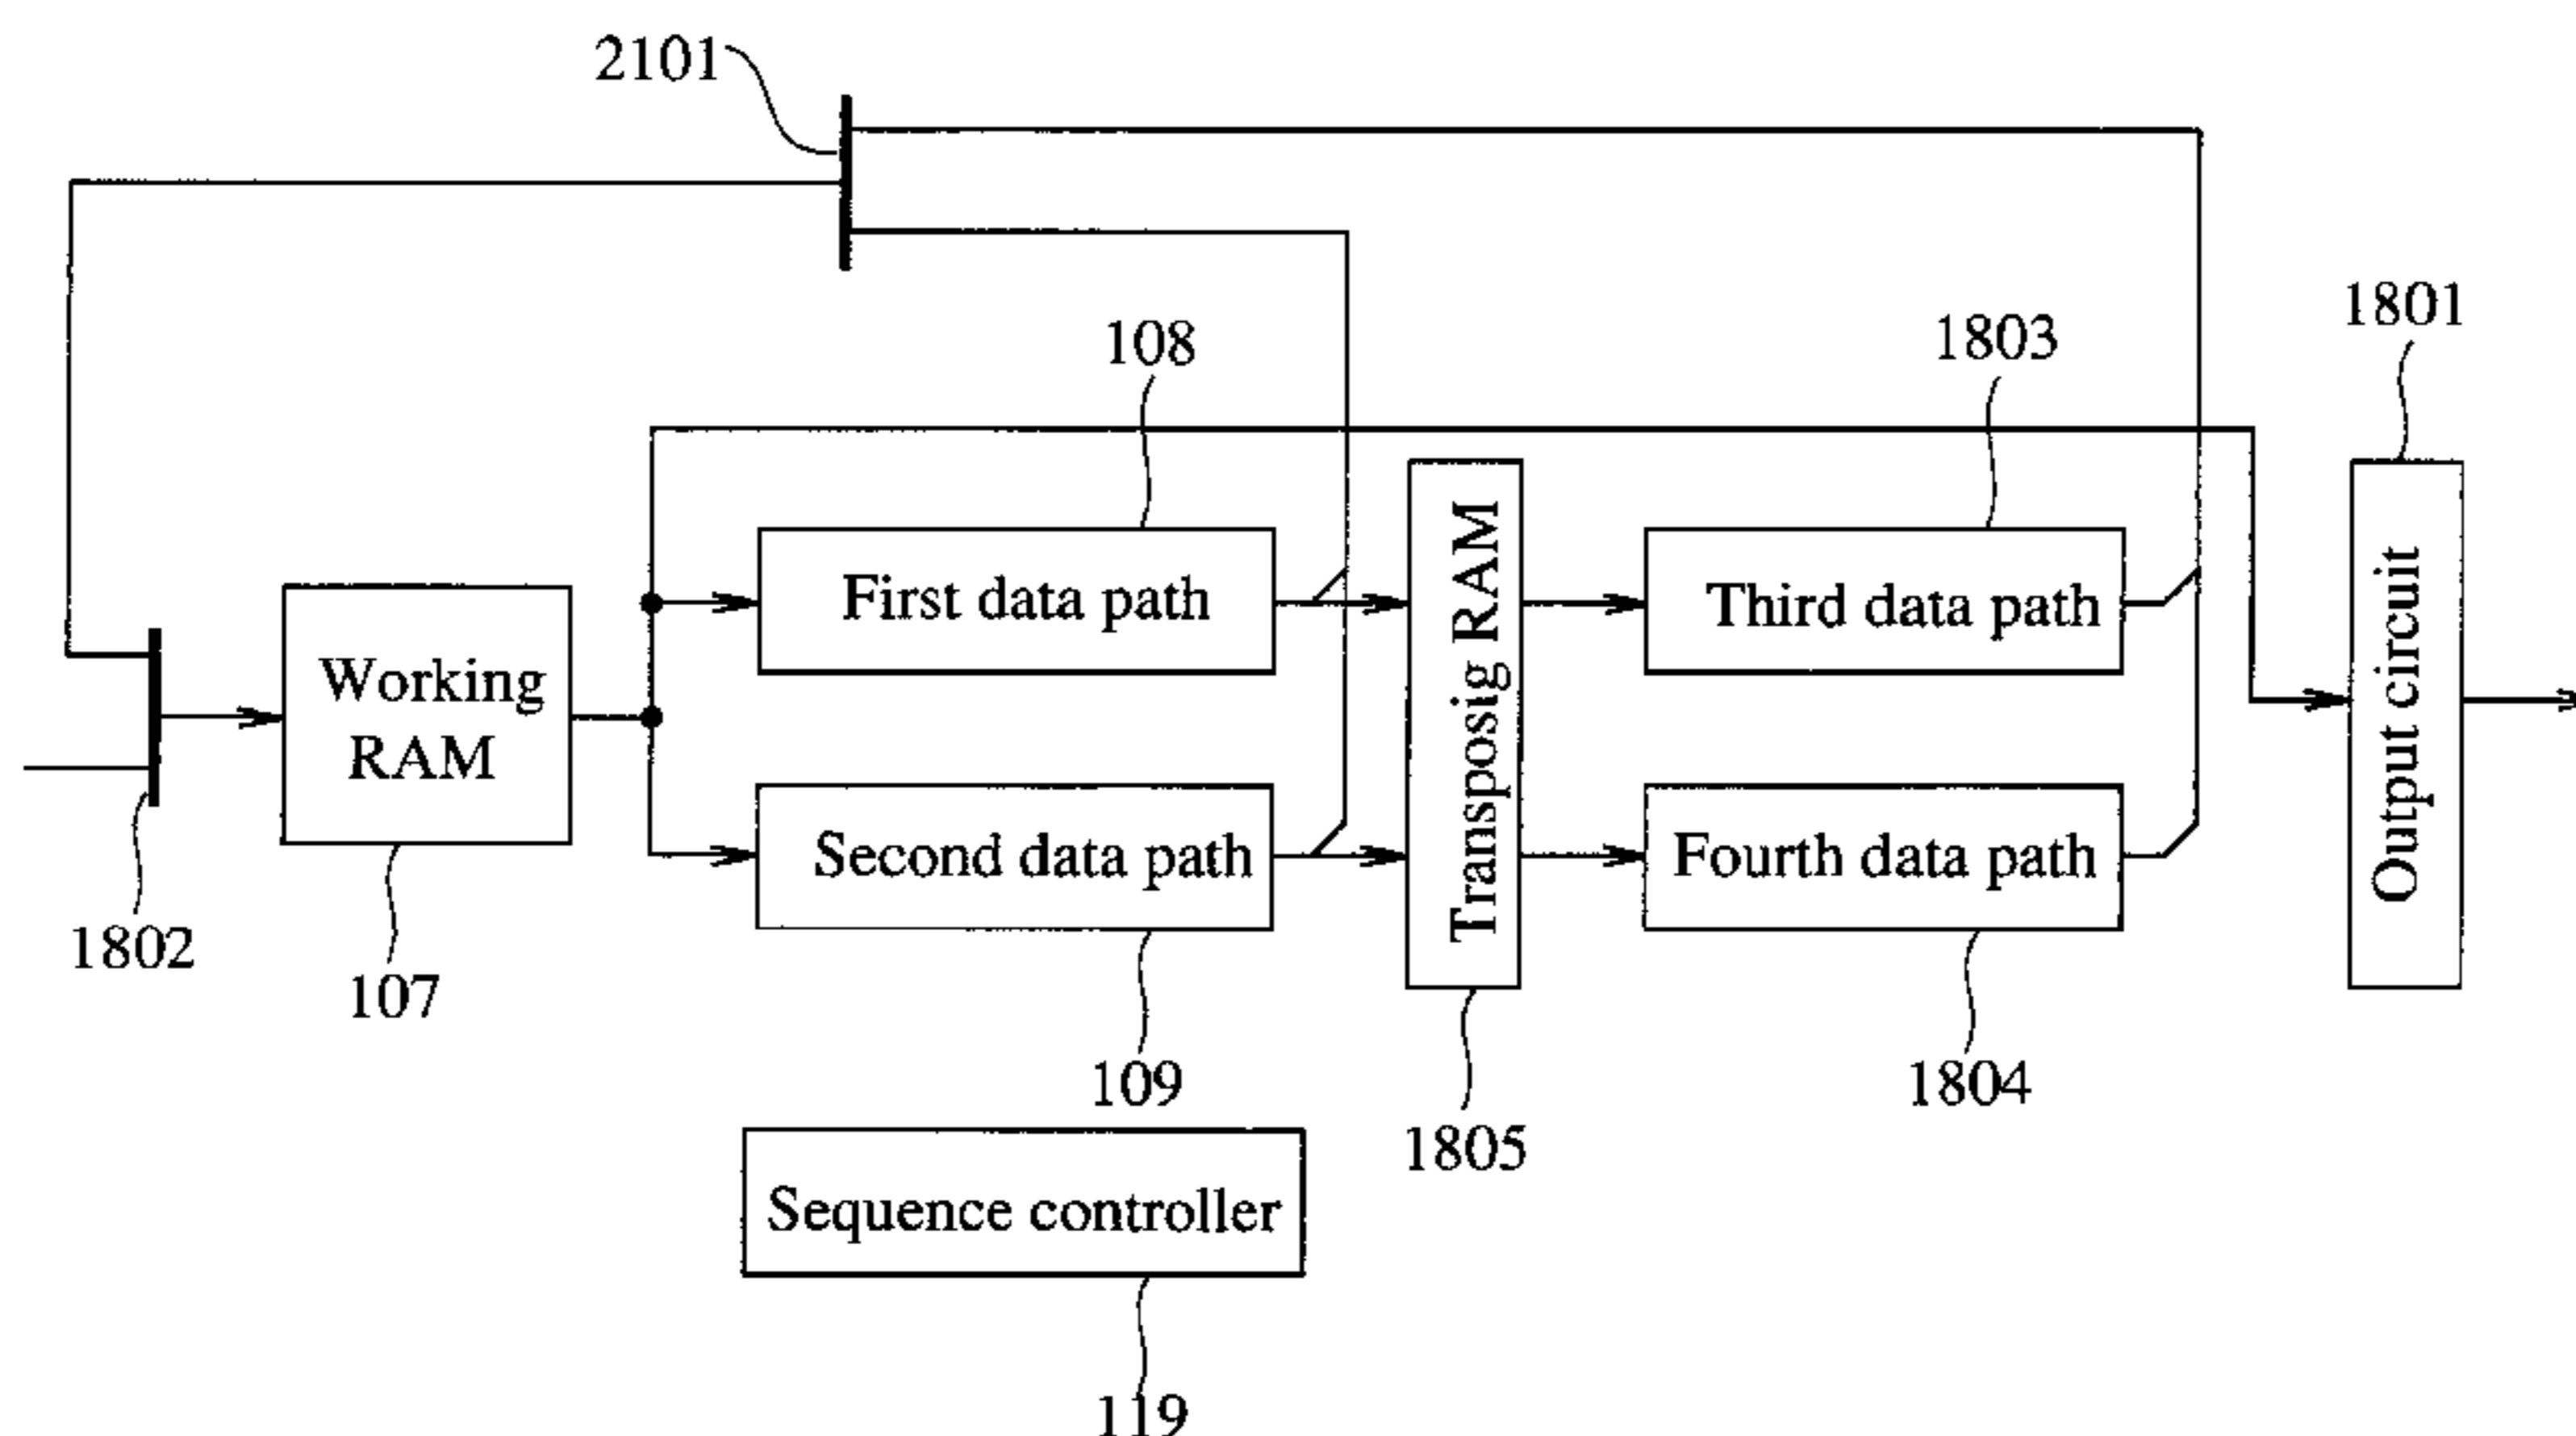 2101
1801
108
1803
First data path
Third data path
Working
RAM
Transposig RAM
Output circuit
Second data path
Fourth data path
1802
107
109
1804
1805
Sequence controller
119